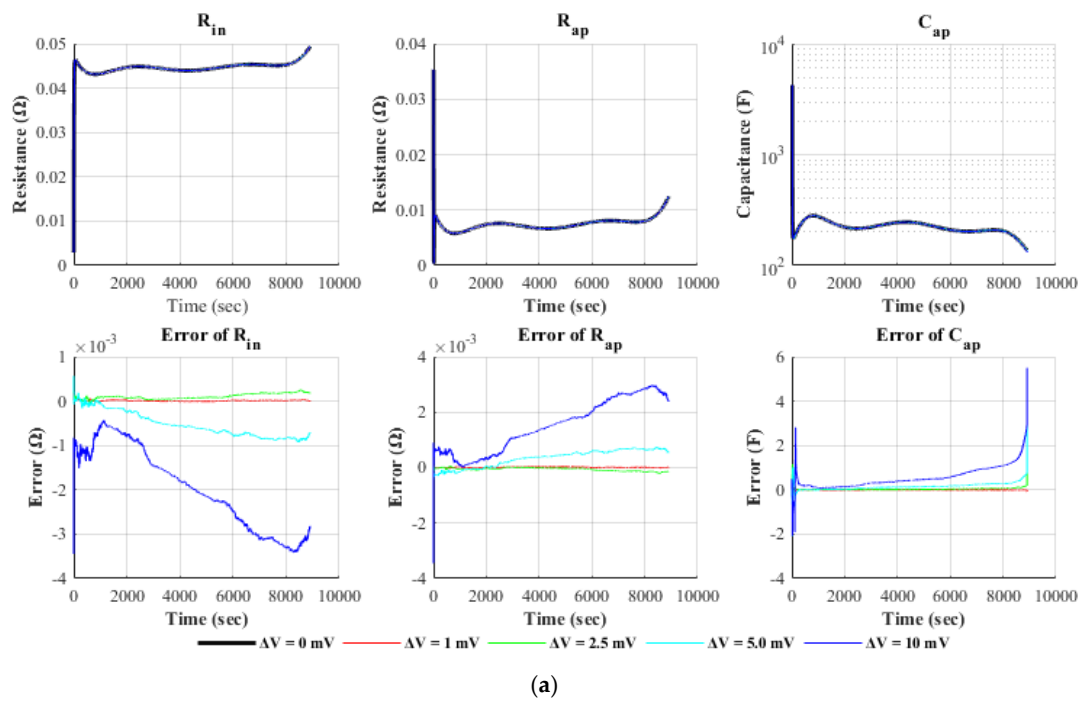 R_in
R_ap
C_ap
0.05
0.04
0.03
0.02
0.01
0
Resistance (Ω)
0 2000 4000 6000 8000 10000
Time (sec)
0.04
0.03
0.02
0.01
0
Resistance (Ω)
0 2000 4000 6000 8000 10000
Time (sec)
10^4
10^3
10^2
Capacitance (F)
0 2000 4000 6000 8000 10000
Time (sec)
Error of R_in
×10^-3
1
0
-1
-2
-3
-4
Error (Ω)
0 2000 4000 6000 8000 10000
Time (sec)
Error of R_ap
×10^-3
4
2
0
-2
-4
Error (Ω)
0 2000 4000 6000 8000 10000
Time (sec)
Error of C_ap
6
4
2
0
-2
-4
Error (F)
0 2000 4000 6000 8000 10000
Time (sec)
ΔV = 0 mV ΔV = 1 mV ΔV = 2.5 mV ΔV = 5.0 mV ΔV = 10 mV
(a)